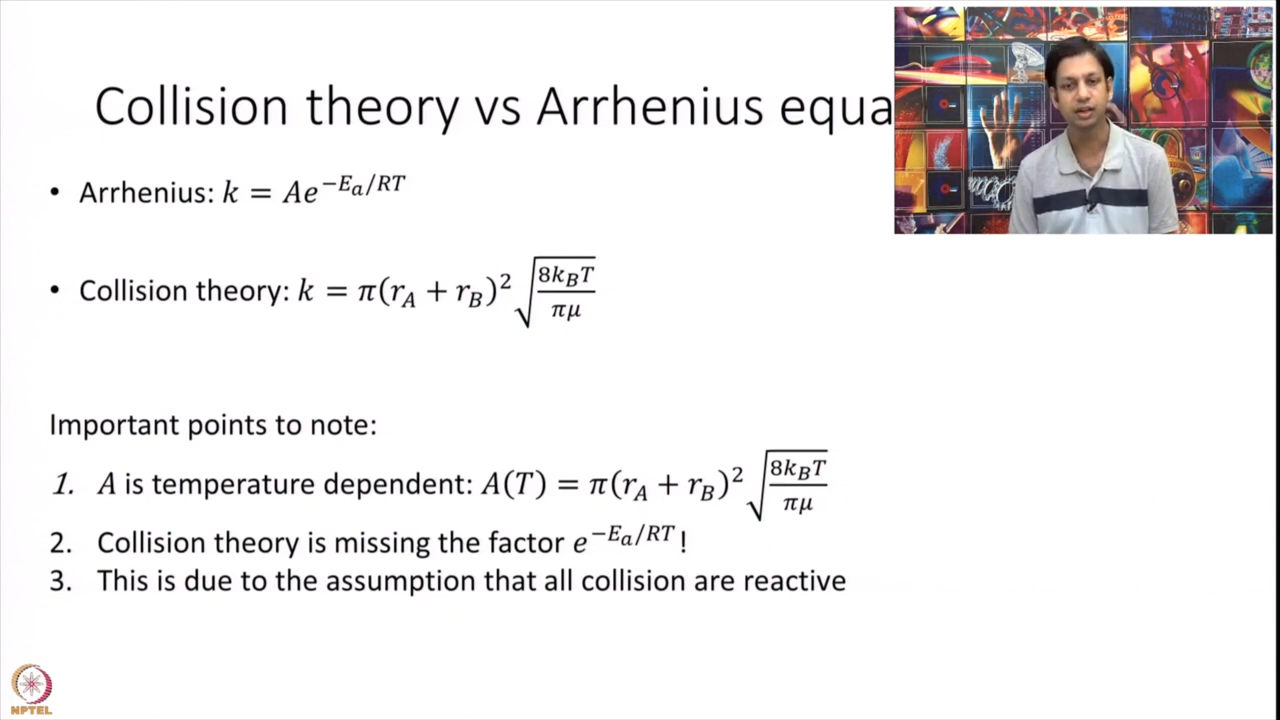 Collision theory vs Arrhenius equa
• Arrhenius: k = Ae^{−E_a/RT}
• Collision theory: k = π(r_A + r_B)² √(8k_BT/πμ)
Important points to note:
1. A is temperature dependent: A(T) = π(r_A + r_B)² √(8k_BT/πμ)
2. Collision theory is missing the factor e^{−E_a/RT}!
3. This is due to the assumption that all collision are reactive
NPTEL